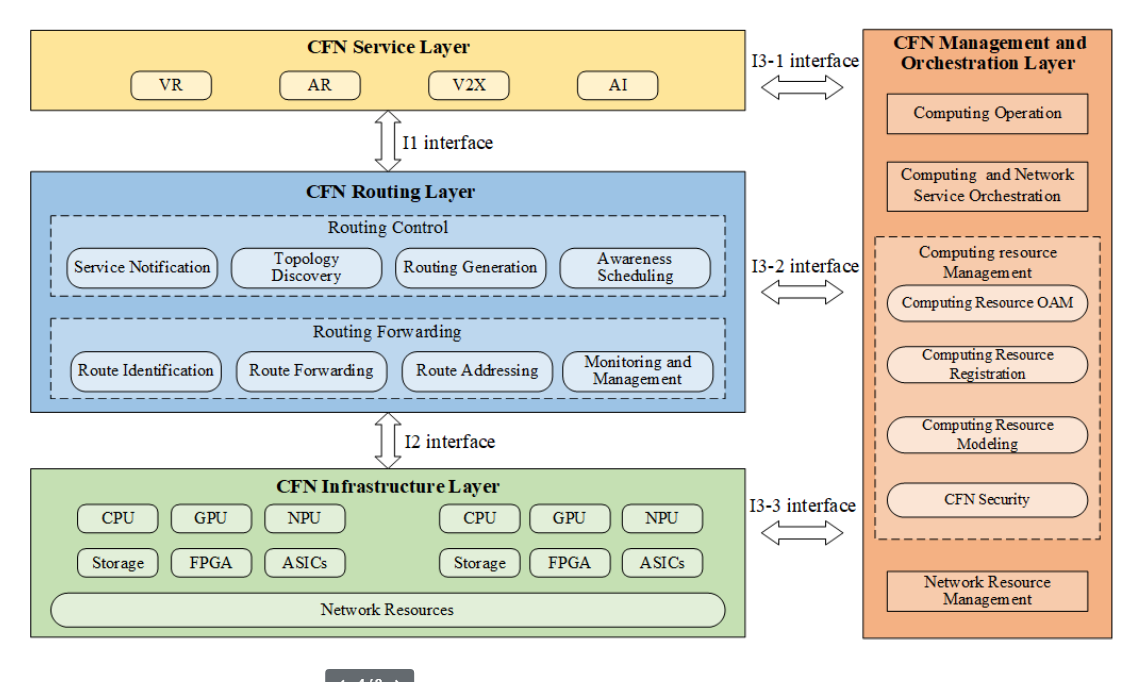 CFN Service Layer
VR
AR
V2X
AI
I1 interface
CFN Routing Layer
Routing Control
Service Notification
Topology
Discovery
Routing Generation
Awareness
Scheduling
Routing Forwarding
Route Identification
Route Forwarding
Route Addressing
Monitoring and
Management
I2 interface
CFN Infrastructure Layer
CPU
GPU
NPU
CPU
GPU
NPU
Storage
FPGA
ASICs
Storage
FPGA
ASICs
Network Resources
I3-1 interface
I3-2 interface
I3-3 interface
CFN Management and
Orchestration Layer
Computing Operation
Computing and Network
Service Orchestration
Computing resource
Management
Computing Resource OAM
Computing Resource
Registration
Computing Resource
Modeling
CFN Security
Network Resource
Management